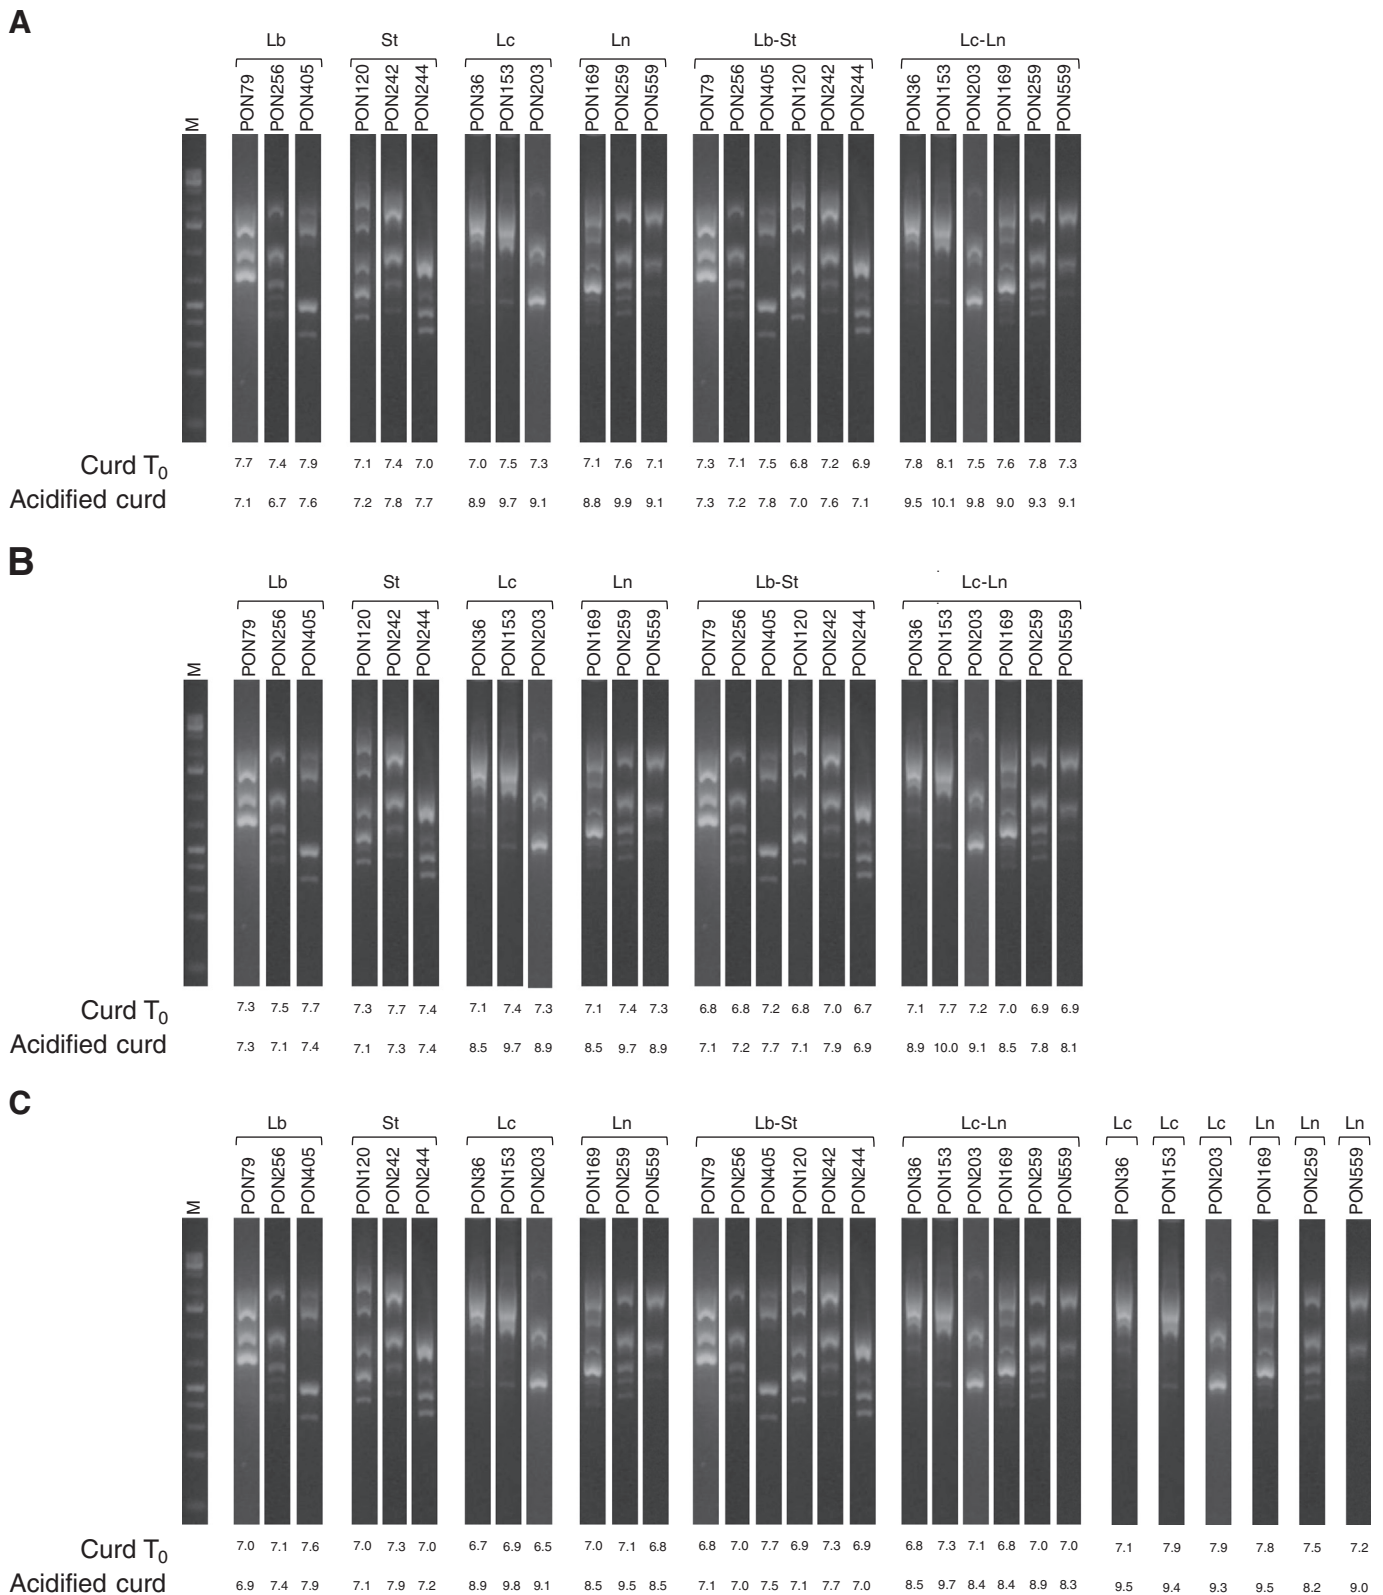 A
Lb St Lc Ln Lb-St Lc-Ln
M PON79 PON256 PON405 PON120 PON242 PON244 PON36 PON153 PON203 PON169 PON259 PON559 PON79 PON256 PON405 PON120 PON242 PON244 PON36 PON153 PON203 PON169 PON259 PON559
Curd T0 7.7 7.4 7.9 7.1 7.4 7.0 7.0 7.5 7.3 7.1 7.6 7.1 7.3 7.1 7.5 6.8 7.2 6.9 7.8 8.1 7.5 7.6 7.8 7.3
Acidified curd 7.1 6.7 7.6 7.2 7.8 7.7 8.9 9.7 9.1 8.8 9.9 9.1 7.3 7.2 7.8 7.0 7.6 7.1 9.5 10.1 9.8 9.0 9.3 9.1
B
Lb St Lc Ln Lb-St Lc-Ln
M PON79 PON256 PON405 PON120 PON242 PON244 PON36 PON153 PON203 PON169 PON259 PON559 PON79 PON256 PON405 PON120 PON242 PON244 PON36 PON153 PON203 PON169 PON259 PON559
Curd T0 7.3 7.5 7.7 7.3 7.7 7.4 7.1 7.4 7.3 7.1 7.4 7.3 6.8 6.8 7.2 6.8 7.0 6.7 7.1 7.7 7.2 7.0 6.9 6.9
Acidified curd 7.3 7.1 7.4 7.1 7.3 7.4 8.5 9.7 8.9 8.5 9.7 8.9 7.1 7.2 7.7 7.1 7.9 6.9 8.9 10.0 9.1 8.5 7.8 8.1
C
Lb St Lc Ln Lb-St Lc-Ln Lc Lc Lc Ln Ln Ln
M PON79 PON256 PON405 PON120 PON242 PON244 PON36 PON153 PON203 PON169 PON259 PON559 PON79 PON256 PON405 PON120 PON242 PON244 PON36 PON153 PON203 PON169 PON259 PON559 PON36 PON153 PON203 PON169 PON259 PON559
Curd T0 7.0 7.1 7.6 7.0 7.3 7.0 6.7 6.9 6.5 7.0 7.1 6.8 6.8 7.0 7.7 6.9 7.3 6.9 6.8 7.3 7.1 6.8 7.0 7.0 7.1 7.9 7.9 7.8 7.5 7.2
Acidified curd 6.9 7.4 7.9 7.1 7.9 7.2 8.9 9.8 9.1 8.5 9.5 8.5 7.1 7.0 7.5 7.1 7.7 7.0 8.5 9.7 8.4 8.4 8.9 8.3 9.5 9.4 9.3 9.5 8.2 9.0